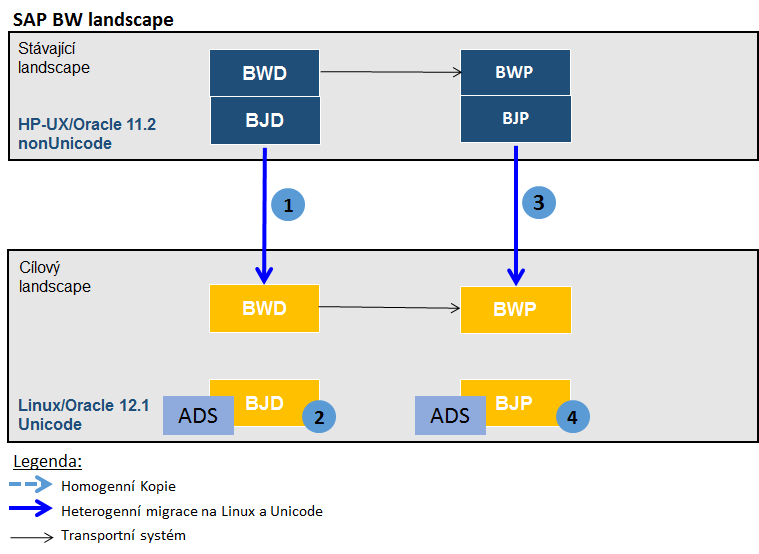 SAP BW landscape
Stávající
landscape
BWD
BWP
BJD
BJP
HP-UX/Oracle 11.2
nonUnicode
1
3
Cílový
landscape
BWD
BWP
Linux/Oracle 12.1
Unicode
ADS
BJD
2
ADS
BJP
4
Legenda:
Homogenní Kopie
Heterogenní migrace na Linux a Unicode
Transportní systém